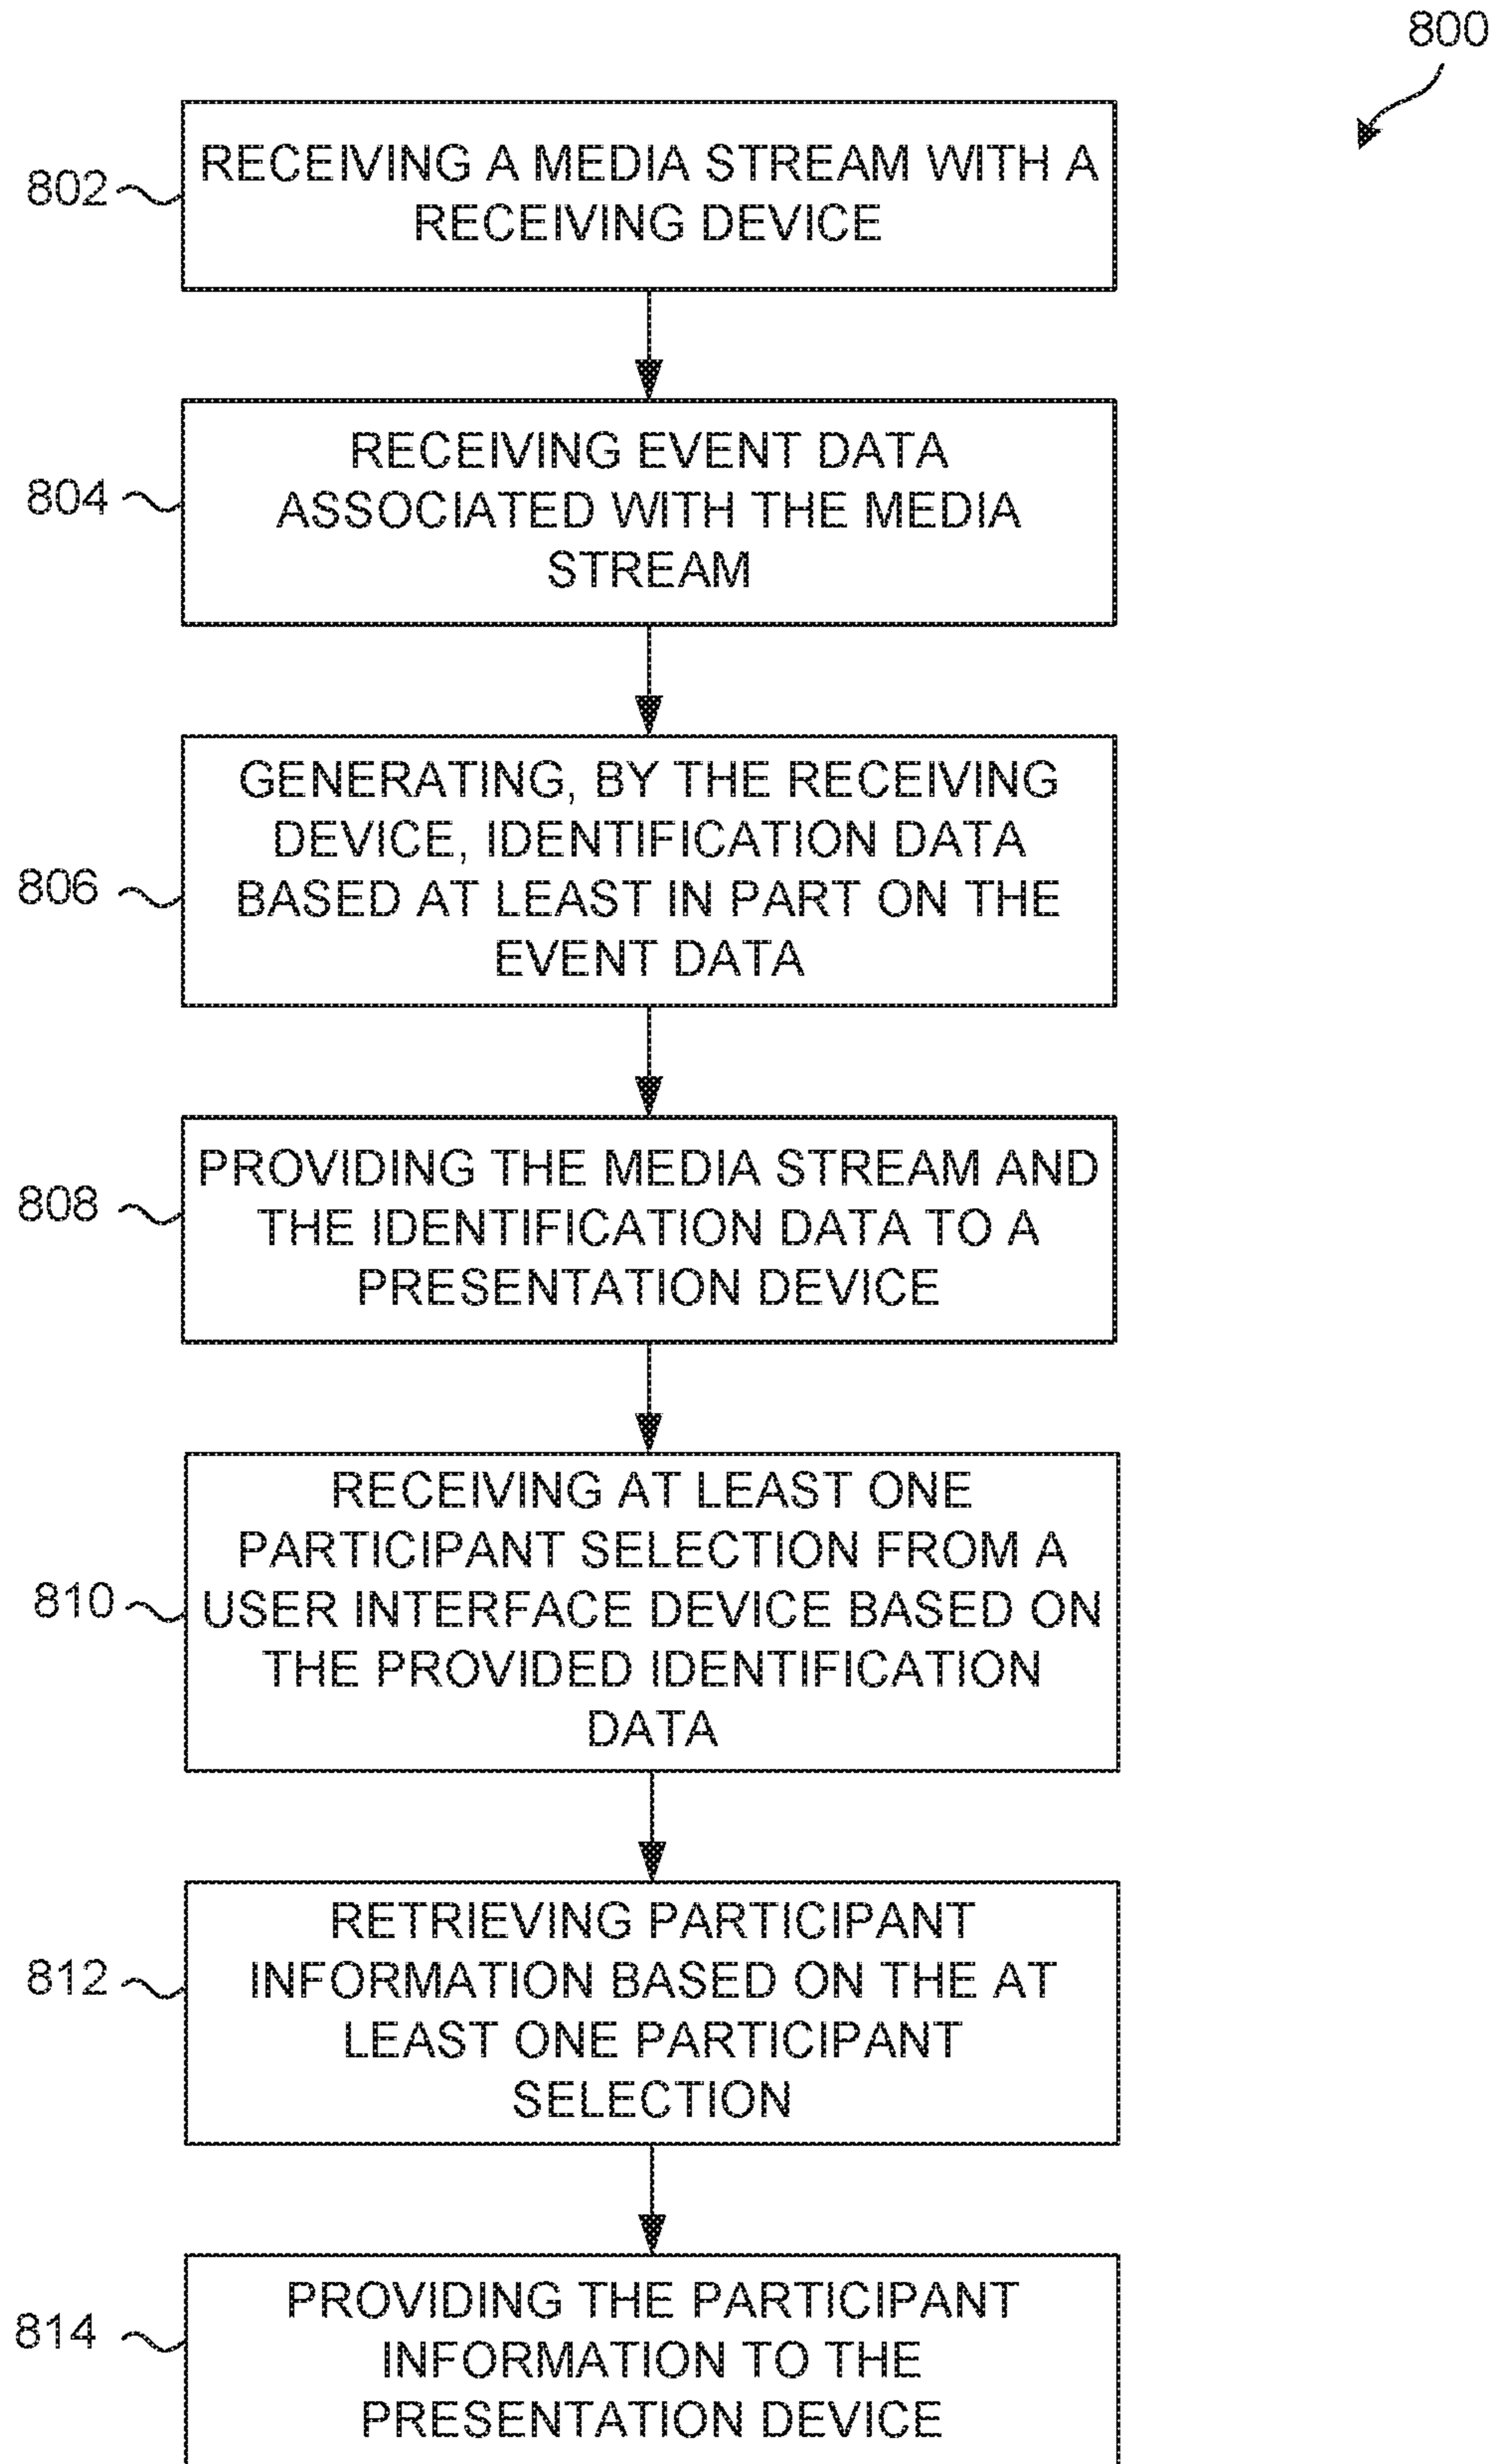 800
802
RECEIVING A MEDIA STREAM WITH A
RECEIVING DEVICE
804
RECEIVING EVENT DATA
ASSOCIATED WITH THE MEDIA
STREAM
806
GENERATING, BY THE RECEIVING
DEVICE, IDENTIFICATION DATA
BASED AT LEAST IN PART ON THE
EVENT DATA
808
PROVIDING THE MEDIA STREAM AND
THE IDENTIFICATION DATA TO A
PRESENTATION DEVICE
810
RECEIVING AT LEAST ONE
PARTICIPANT SELECTION FROM A
USER INTERFACE DEVICE BASED ON
THE PROVIDED IDENTIFICATION
DATA
812
RETRIEVING PARTICIPANT
INFORMATION BASED ON THE AT
LEAST ONE PARTICIPANT
SELECTION
814
PROVIDING THE PARTICIPANT
INFORMATION TO THE
PRESENTATION DEVICE